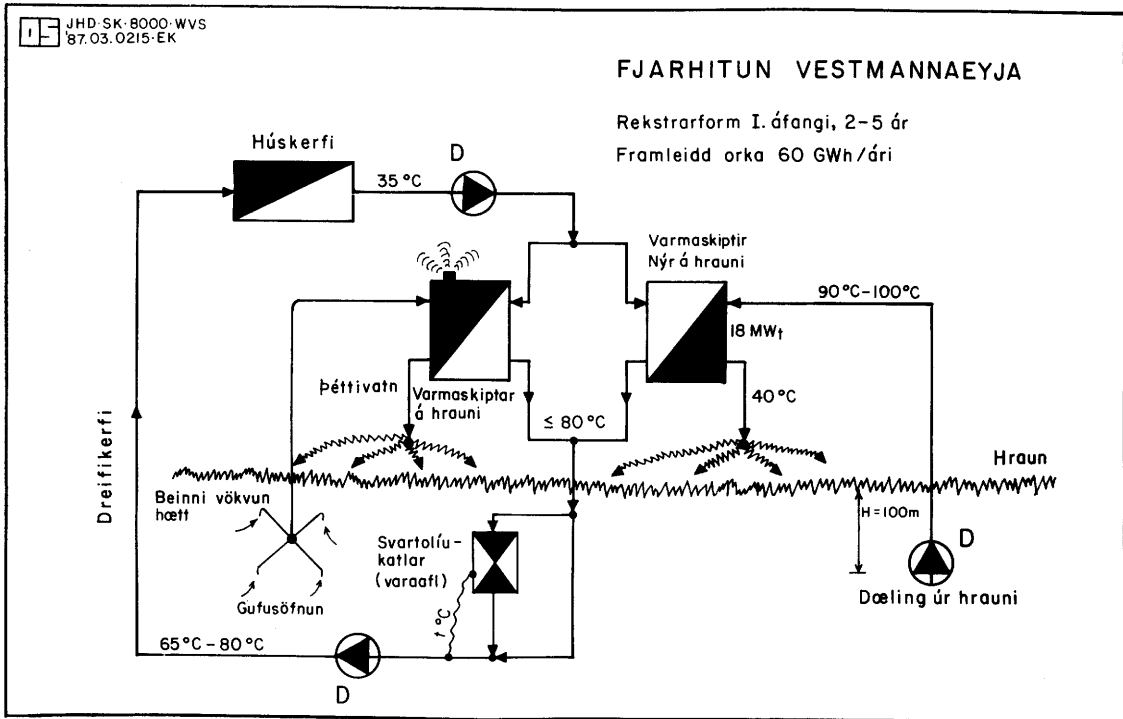 OS
JHD·SK·8000·WVS
'87.03.0215·EK
FJARHITUN VESTMANNAEYJA
Rekstrarform I. áfangi, 2-5 ár
Framleidd orka 60 GWh/ári
Húskerfi
D
35°C
Varmaskiptir
Nýr á hrauni
90°C-100°C
18 MWt
Þéttivatn
Varmaskiptar
á hrauni
40°C
≤ 80°C
Dreifikerfi
Hraun
Beinni vökvun
hætt
H=100m
Svartolíu-
katlar
(varaafl)
D
Gufusöfnun
Dæling úr hrauni
t°C
65°C-80°C
D